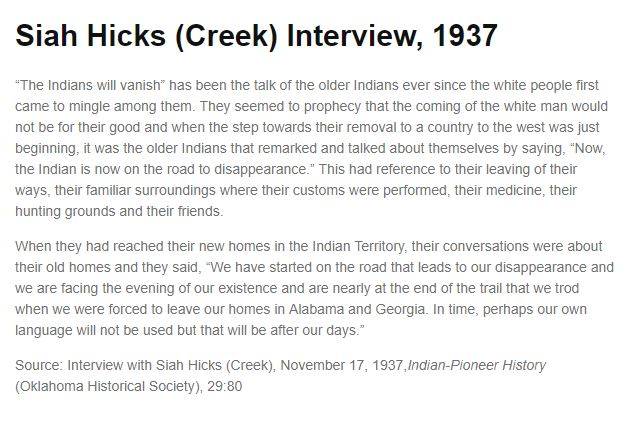 Siah Hicks (Creek) Interview, 1937
“The Indians will vanish” has been the talk of the older Indians ever since the white people first
came to mingle among them. They seemed to prophecy that the coming of the white man would
not be for their good and when the step towards their removal to a country to the west was just
beginning, it was the older Indians that remarked and talked about themselves by saying, “Now,
the Indian is now on the road to disappearance.” This had reference to their leaving of their
ways, their familiar surroundings where their customs were performed, their medicine, their
hunting grounds and their friends.
When they had reached their new homes in the Indian Territory, their conversations were about
their old homes and they said, “We have started on the road that leads to our disappearance and
we are facing the evening of our existence and are nearly at the end of the trail that we trod
when we were forced to leave our homes in Alabama and Georgia. In time, perhaps our own
language will not be used but that will be after our days.”
Source: Interview with Siah Hicks (Creek), November 17, 1937,Indian-Pioneer History
(Oklahoma Historical Society), 29:80